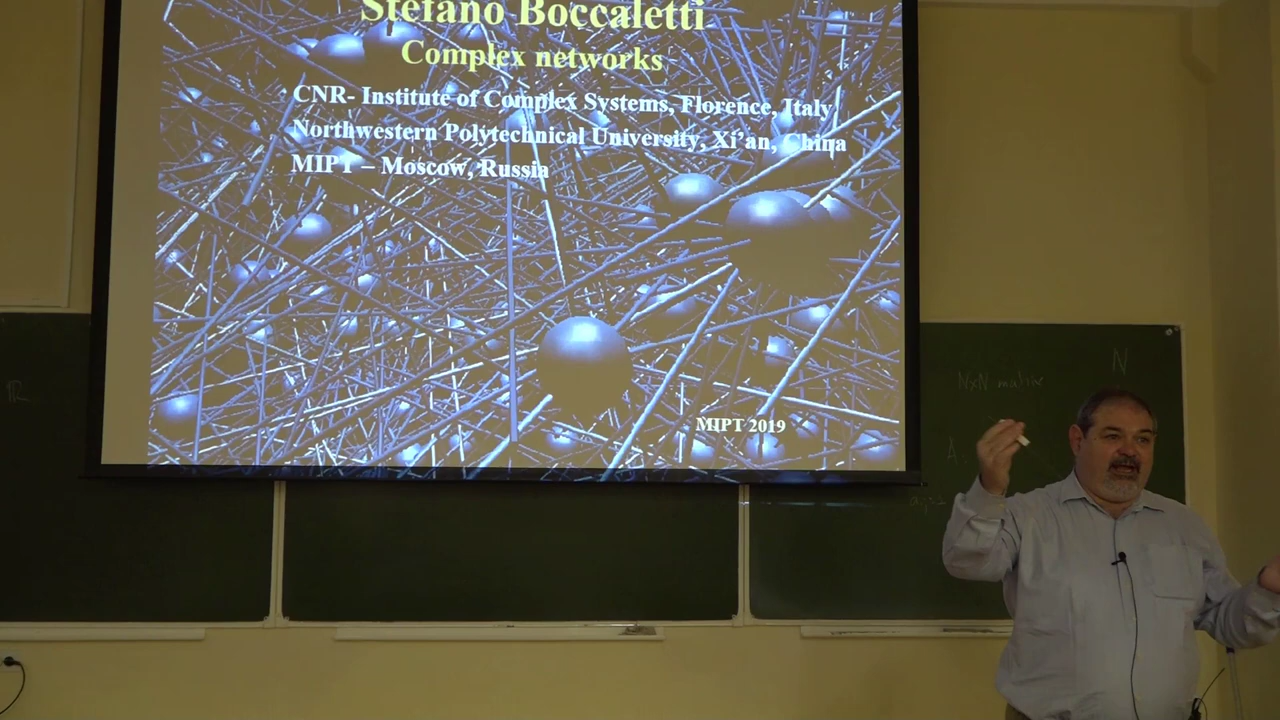 Stefano Boccaletti
Complex networks
CNR- Institute of Complex Systems, Florence, Italy
Northwestern Polytechnical University, Xi'an, China
MIPT – Moscow, Russia
MIPT 2019
N
NxN matrix
A